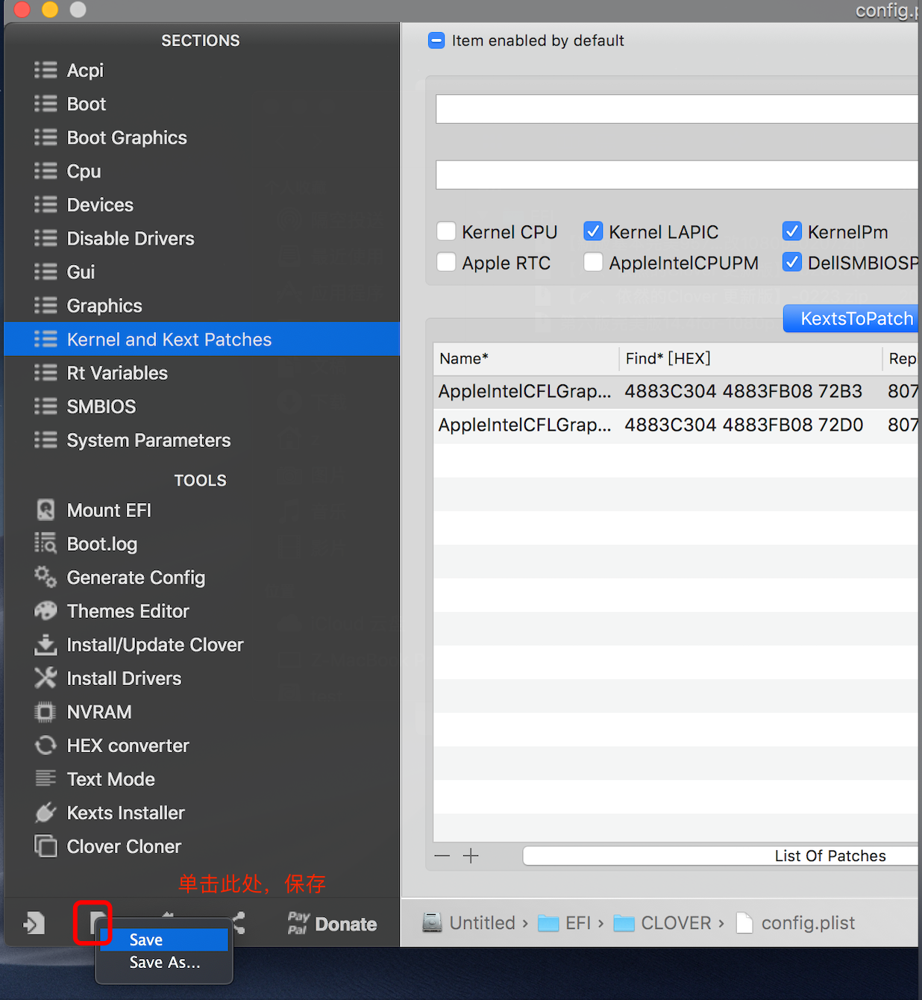 config.p
SECTIONS
Acpi
Boot
Boot Graphics
Cpu
Devices
Disable Drivers
Gui
Graphics
Kernel and Kext Patches
Rt Variables
SMBIOS
System Parameters
TOOLS
Mount EFI
Boot.log
Generate Config
Themes Editor
Install/Update Clover
Install Drivers
NVRAM
HEX converter
Text Mode
Kexts Installer
Clover Cloner
单击此处，保存
PayPal Donate
Save
Save As...
Item enabled by default
Kernel CPU Kernel LAPIC KernelPm
Apple RTC AppleIntelCPUPM DellSMBIOSP
KextsToPatch
Name* Find* [HEX] Repl
AppleIntelCFLGrap... 4883C304 4883FB08 72B3 807
AppleIntelCFLGrap... 4883C304 4883FB08 72D0 807
List Of Patches
Untitled › EFI › CLOVER › config.plist